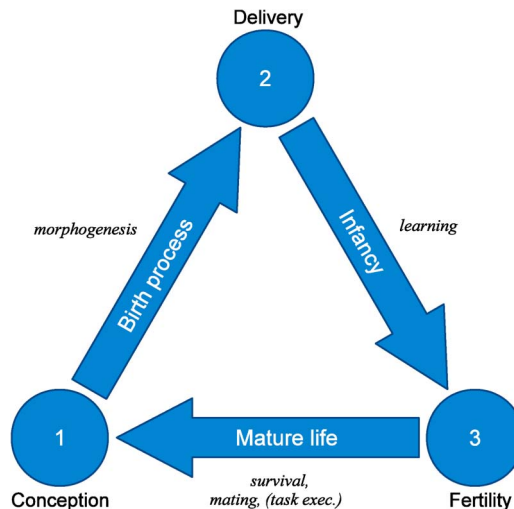 Delivery
2
morphogenesis
Birth process
Infancy
learning
1
Mature life
3
Conception
survival,
mating, (task exec.)
Fertility